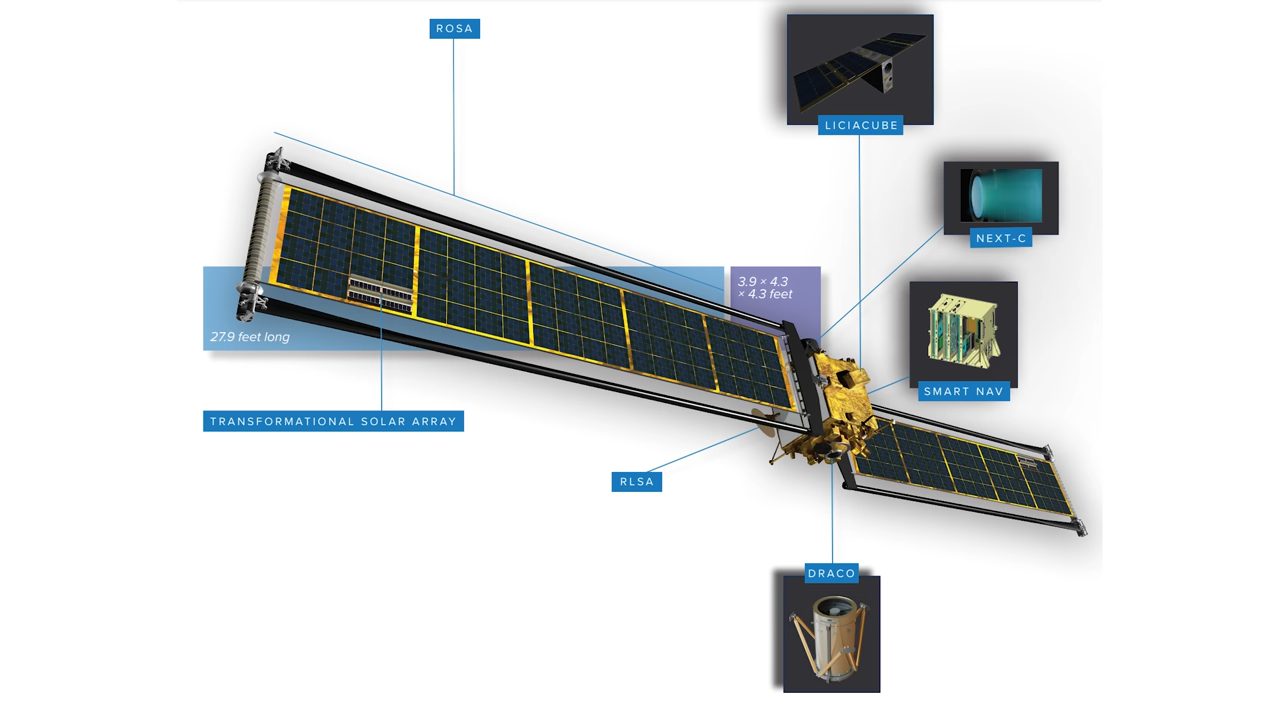 ROSA
LICIACUBE
NEXT-C
3.9 × 4.3
× 4.3 feet
27.9 feet long
SMART NAV
TRANSFORMATIONAL SOLAR ARRAY
RLSA
DRACO